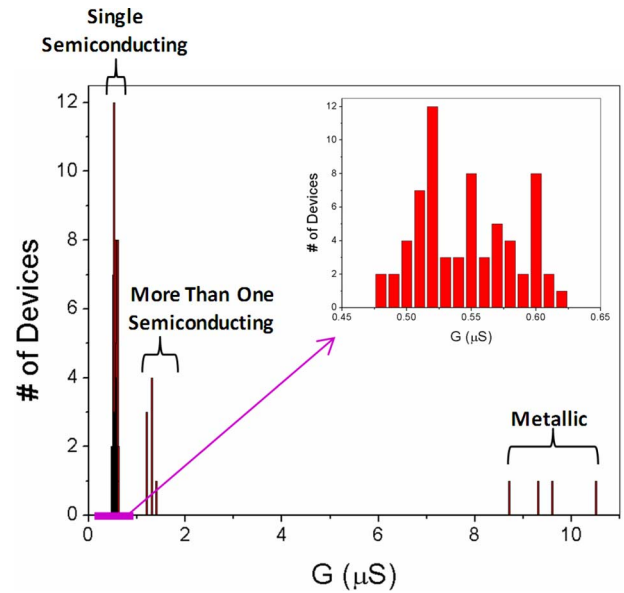 Single
Semiconducting
12
10
8
6
4
2
0
# of Devices
0 2 4 6 8 10
G (μS)
More Than One
Semiconducting
Metallic
12
10
8
6
4
2
0
# of Devices
0.45 0.50 0.55 0.60 0.65
G (μS)